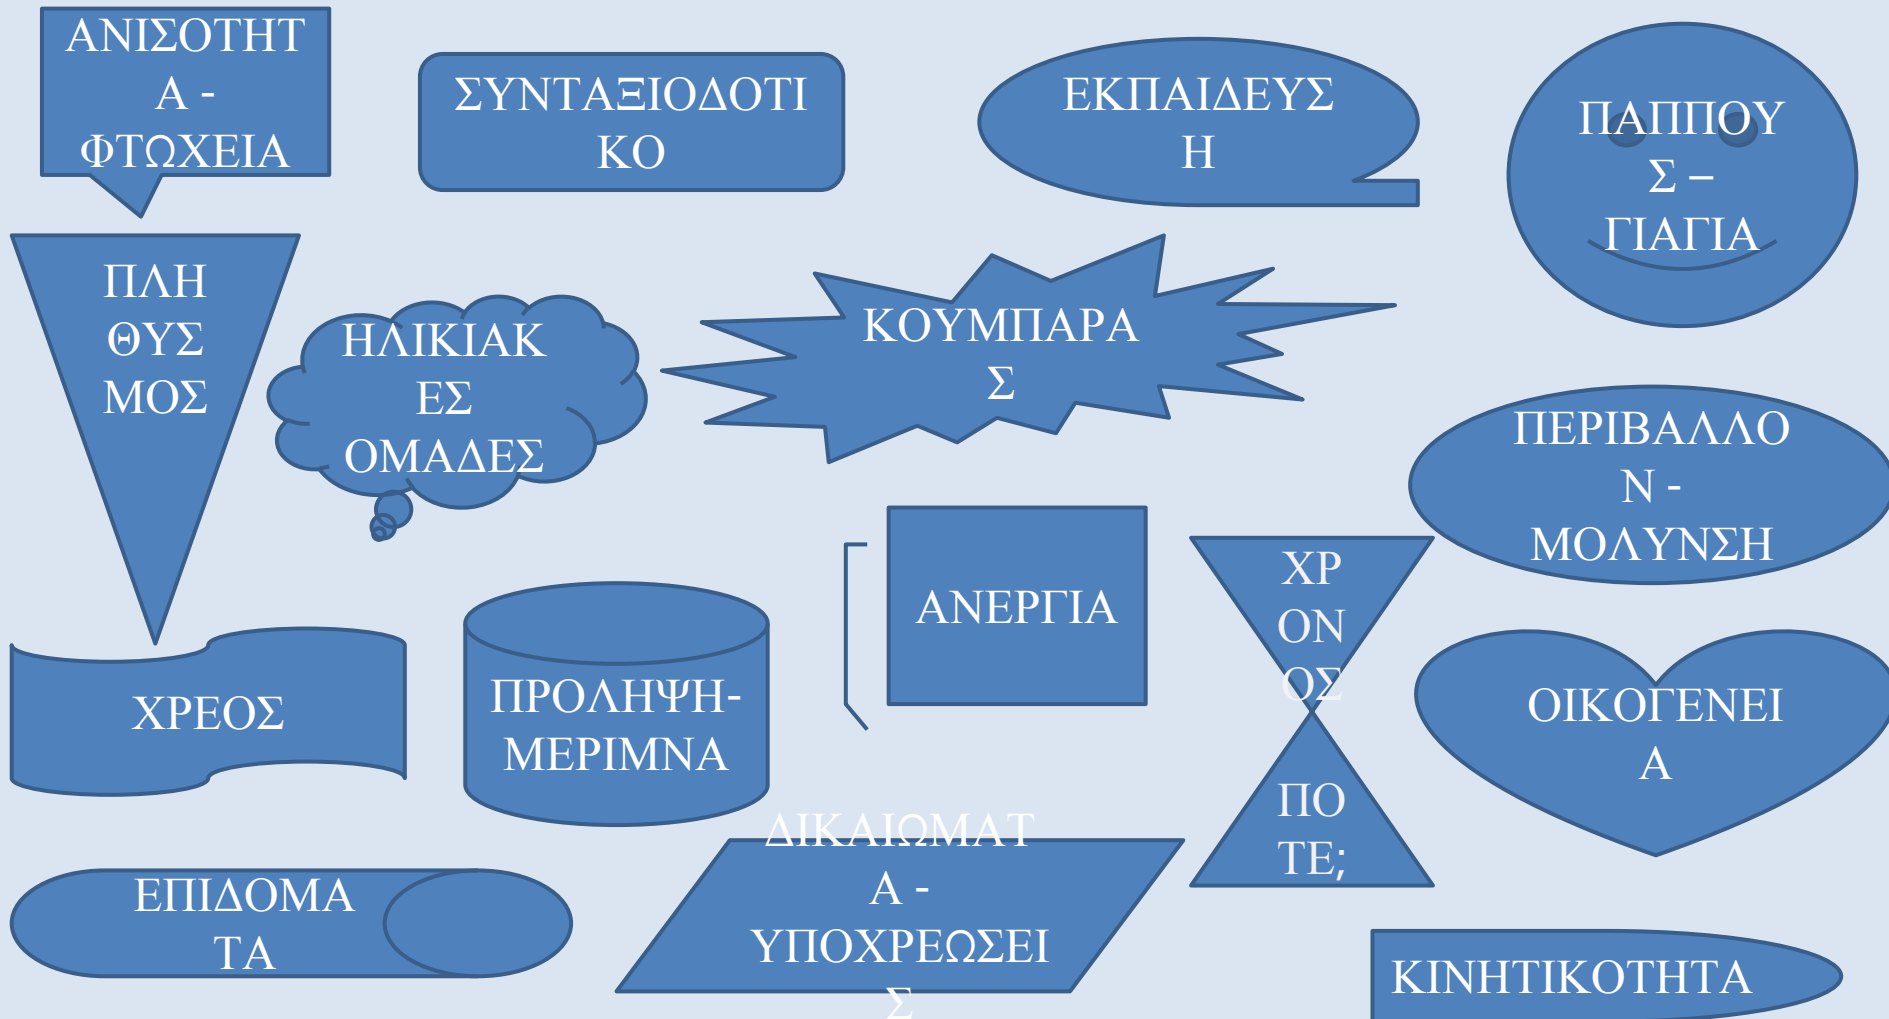 ΑΝΙΣΟΤΗΤ
Α -
ΦΤΩΧΕΙΑ
ΣΥΝΤΑΞΙΟΔΟΤΙ
ΚΟ
ΕΚΠΑΙΔΕΥΣ
Η
ΠΑΠΠΟΥ
Σ –
ΓΙΑΓΙΑ
ΠΛΗ
ΘΥΣ
ΜΟΣ
ΗΛΙΚΙΑΚ
ΕΣ
ΟΜΑΔΕΣ
ΚΟΥΜΠΑΡΑ
Σ
ΠΕΡΙΒΑΛΛΟ
Ν -
ΜΟΛΥΝΣΗ
ΑΝΕΡΓΙΑ
ΧΡ
ΟΝ
ΟΣ
ΠΟ
ΤΕ;
ΧΡΕΟΣ
ΠΡΟΛΗΨΗ-
ΜΕΡΙΜΝΑ
ΟΙΚΟΓΕΝΕΙ
Α
ΕΠΙΔΟΜΑ
ΤΑ
ΔΙΚΑΙΩΜΑΤ
Α -
ΥΠΟΧΡΕΩΣΕΙ
Σ
ΚΙΝΗΤΙΚΟΤΗΤΑ